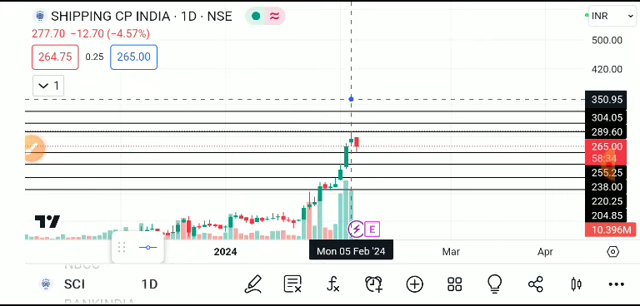 SHIPPING CP INDIA · 1D · NSE
INR
277.70 −12.70 (−4.57%)
264.75 0.25 265.00
1
500.00
420.00
350.95
304.05
289.60
265.00
58:34
255.25
238.00
220.25
204.85
10.396M
E
2024 Mon 05 Feb '24 Mar Apr
SCI 1D
BANKINDIA